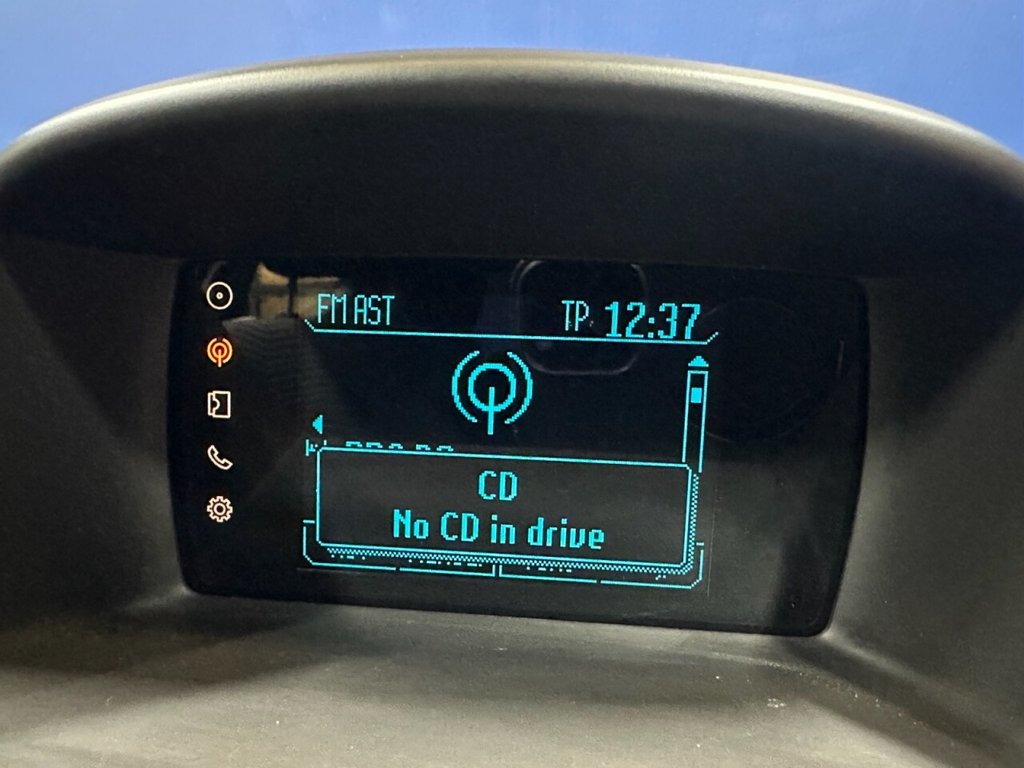 FM AST
TP 12:37
CD
No CD in drive